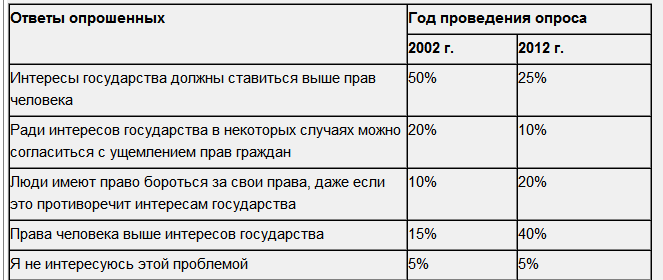 Ответы опрошенных Год проведения опроса
2002 г. 2012 г.
Интересы государства должны ставиться выше прав 50% 25%
человека
Ради интересов государства в некоторых случаях можно 20% 10%
согласиться с ущемлением прав граждан
Люди имеют право бороться за свои права, даже если 10% 20%
это противоречит интересам государства
Права человека выше интересов государства 15% 40%
Я не интересуюсь этой проблемой 5% 5%